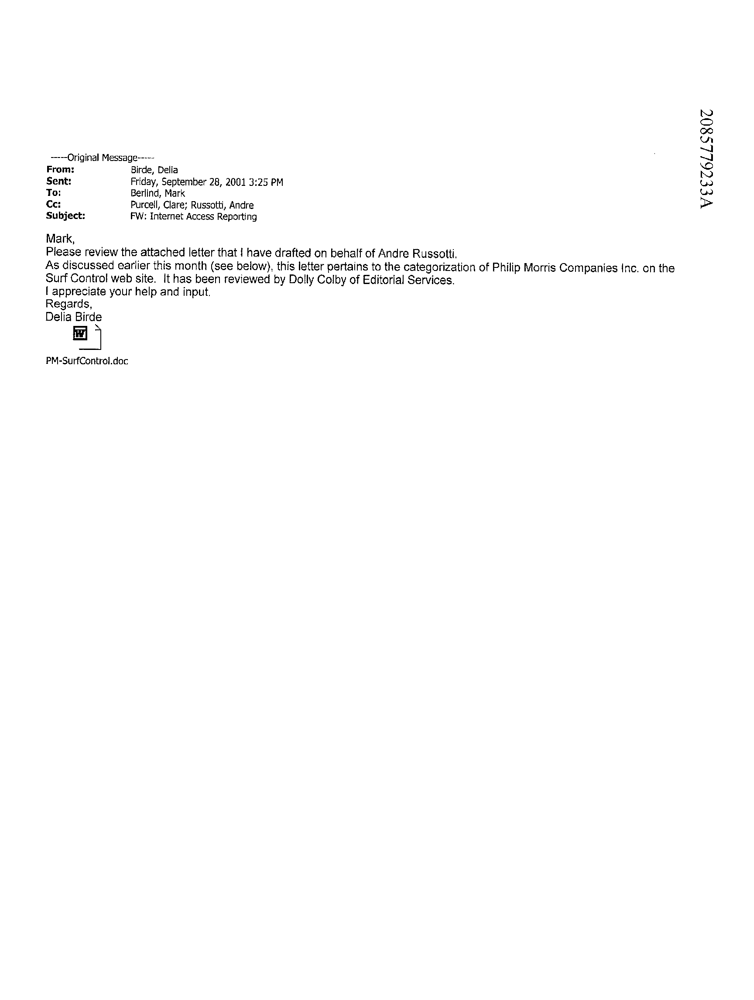 2085779233A
-----Original Message-----
From: Birde, Delia
Sent: Friday, September 28, 2001 3:25 PM
To: Berlind, Mark
Cc: Purcell, Clare; Russotti, Andre
Subject: FW: Internet Access Reporting
Mark,
Please review the attached letter that I have drafted on behalf of Andre Russotti.
As discussed earlier this month (see below), this letter pertains to the categorization of Philip Morris Companies Inc. on the
Surf Control web site. It has been reviewed by Dolly Colby of Editorial Services.
I appreciate your help and input.
Regards,
Delia Birde
W
PM-SurfControl.doc